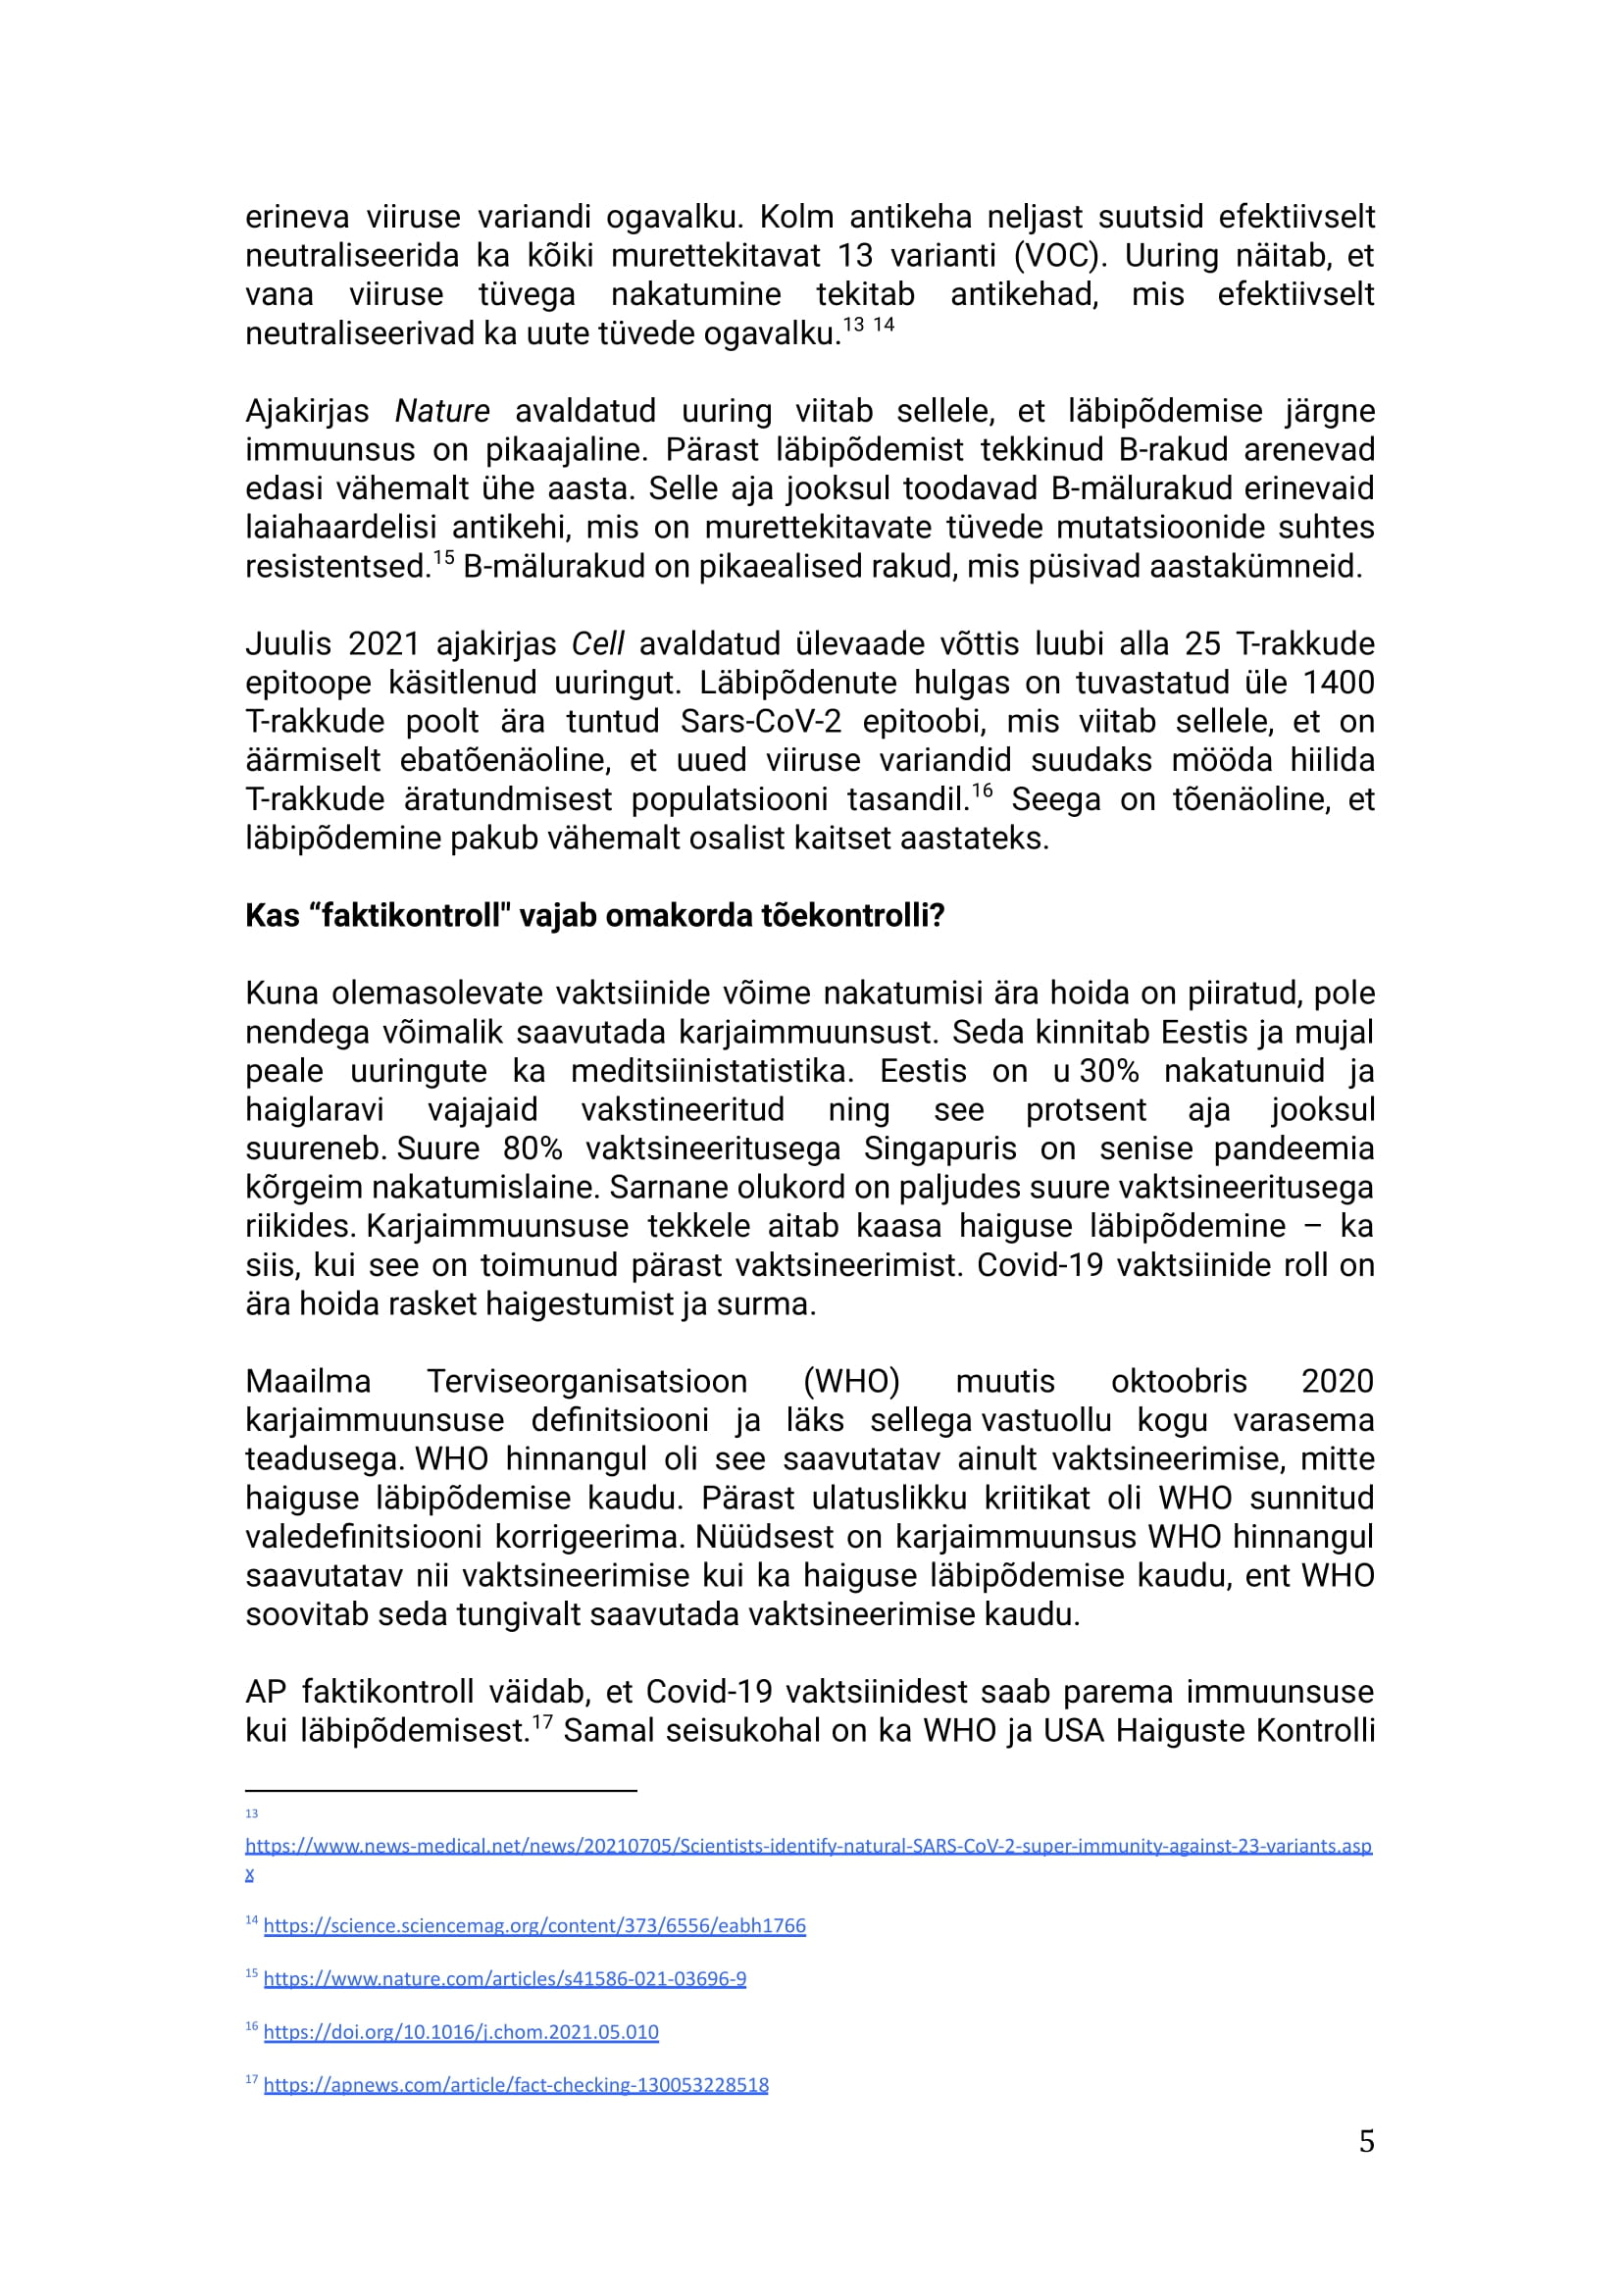 erineva viiruse variandi ogavalku. Kolm antikeha neljast suutsid efektiivselt
neutraliseerida ka kõiki murettekitavat 13 varianti (VOC). Uuring näitab, et
vana viiruse tüvega nakatumine tekitab antikehad, mis efektiivselt
neutraliseerivad ka uute tüvede ogavalku.13 14
Ajakirjas Nature avaldatud uuring viitab sellele, et läbipõdemise järgne
immuunsus on pikaajaline. Pärast läbipõdemist tekkinud B-rakud arenevad
edasi vähemalt ühe aasta. Selle aja jooksul toodavad B-mälurakud erinevaid
laiahaardelisi antikehi, mis on murettekitavate tüvede mutatsioonide suhtes
resistentsed.15 B-mälurakud on pikaealised rakud, mis püsivad aastakümneid.
Juulis 2021 ajakirjas Cell avaldatud ülevaade võttis luubi alla 25 T-rakkude
epitoope käsitlenud uuringut. Läbipõdenute hulgas on tuvastatud üle 1400
T-rakkude poolt ära tuntud Sars-CoV-2 epitoobi, mis viitab sellele, et on
äärmiselt ebatõenäoline, et uued viiruse variandid suudaks mööda hiilida
T-rakkude äratundmisest populatsiooni tasandil.16 Seega on tõenäoline, et
läbipõdemine pakub vähemalt osalist kaitset aastateks.
Kas “faktikontroll" vajab omakorda tõekontrolli?
Kuna olemasolevate vaktsiinide võime nakatumisi ära hoida on piiratud, pole
nendega võimalik saavutada karjaimmuunsust. Seda kinnitab Eestis ja mujal
peale uuringute ka meditsiinistatistika. Eestis on u 30% nakatunuid ja
haiglaravi vajajaid vakstineeritud ning see protsent aja jooksul
suureneb. Suure 80% vaktsineeritusega Singapuris on senise pandeemia
kõrgeim nakatumislaine. Sarnane olukord on paljudes suure vaktsineeritusega
riikides. Karjaimmuunsuse tekkele aitab kaasa haiguse läbipõdemine – ka
siis, kui see on toimunud pärast vaktsineerimist. Covid-19 vaktsiinide roll on
ära hoida rasket haigestumist ja surma.
Maailma Terviseorganisatsioon (WHO) muutis oktoobris 2020
karjaimmuunsuse definitsiooni ja läks sellega vastuollu kogu varasema
teadusega. WHO hinnangul oli see saavutatav ainult vaktsineerimise, mitte
haiguse läbipõdemise kaudu. Pärast ulatuslikku kriitikat oli WHO sunnitud
valedefinitsiooni korrigeerima. Nüüdsest on karjaimmuunsus WHO hinnangul
saavutatav nii vaktsineerimise kui ka haiguse läbipõdemise kaudu, ent WHO
soovitab seda tungivalt saavutada vaktsineerimise kaudu.
AP faktikontroll väidab, et Covid-19 vaktsiinidest saab parema immuunsuse
kui läbipõdemisest.17 Samal seisukohal on ka WHO ja USA Haiguste Kontrolli
13
https://www.news-medical.net/news/20210705/Scientists-identify-natural-SARS-CoV-2-super-immunity-against-23-variants.asp
x
14 https://science.sciencemag.org/content/373/6556/eabh1766
15 https://www.nature.com/articles/s41586-021-03696-9
16 https://doi.org/10.1016/j.chom.2021.05.010
17 https://apnews.com/article/fact-checking-130053228518
5